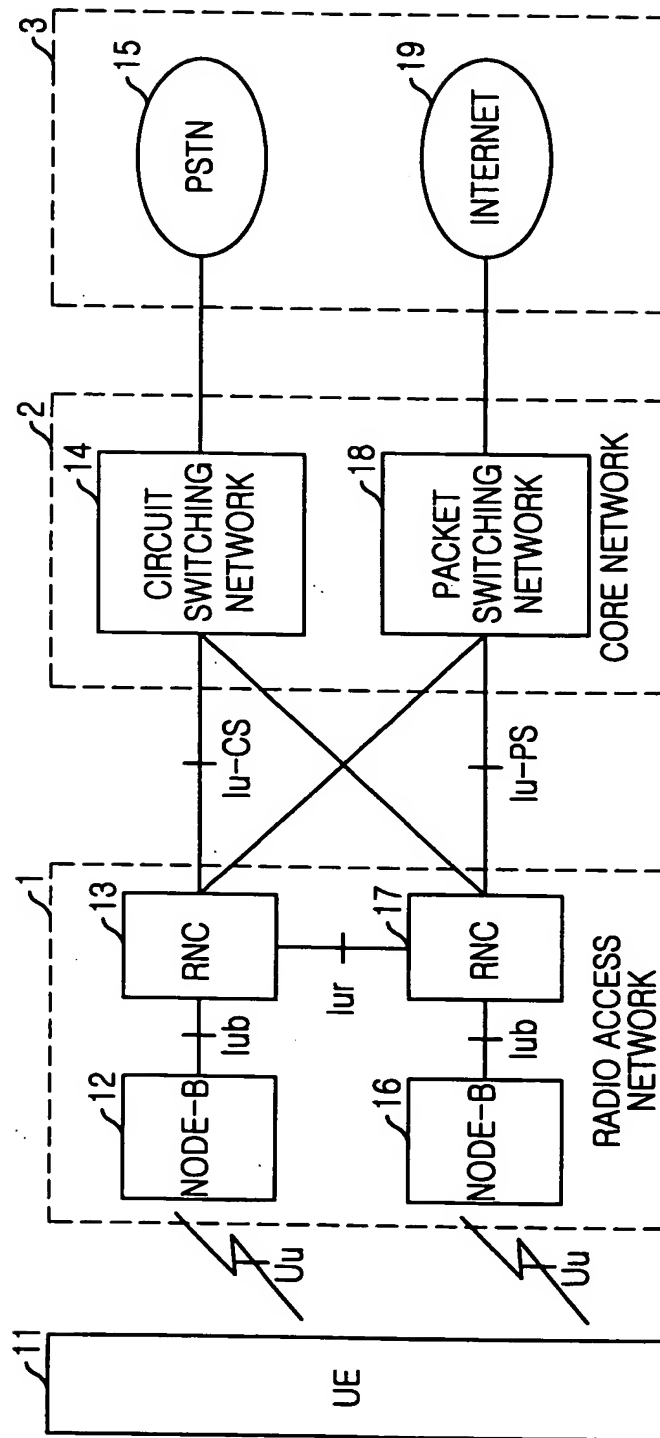 11
UE
Uu
Uu
1
12
NODE-B
Iub
13
RNC
Iur
16
NODE-B
Iub
17
RNC
RADIO ACCESS
NETWORK
Iu-CS
Iu-PS
2
14
CIRCUIT
SWITCHING
NETWORK
18
PACKET
SWITCHING
NETWORK
CORE NETWORK
3
15
PSTN
19
INTERNET